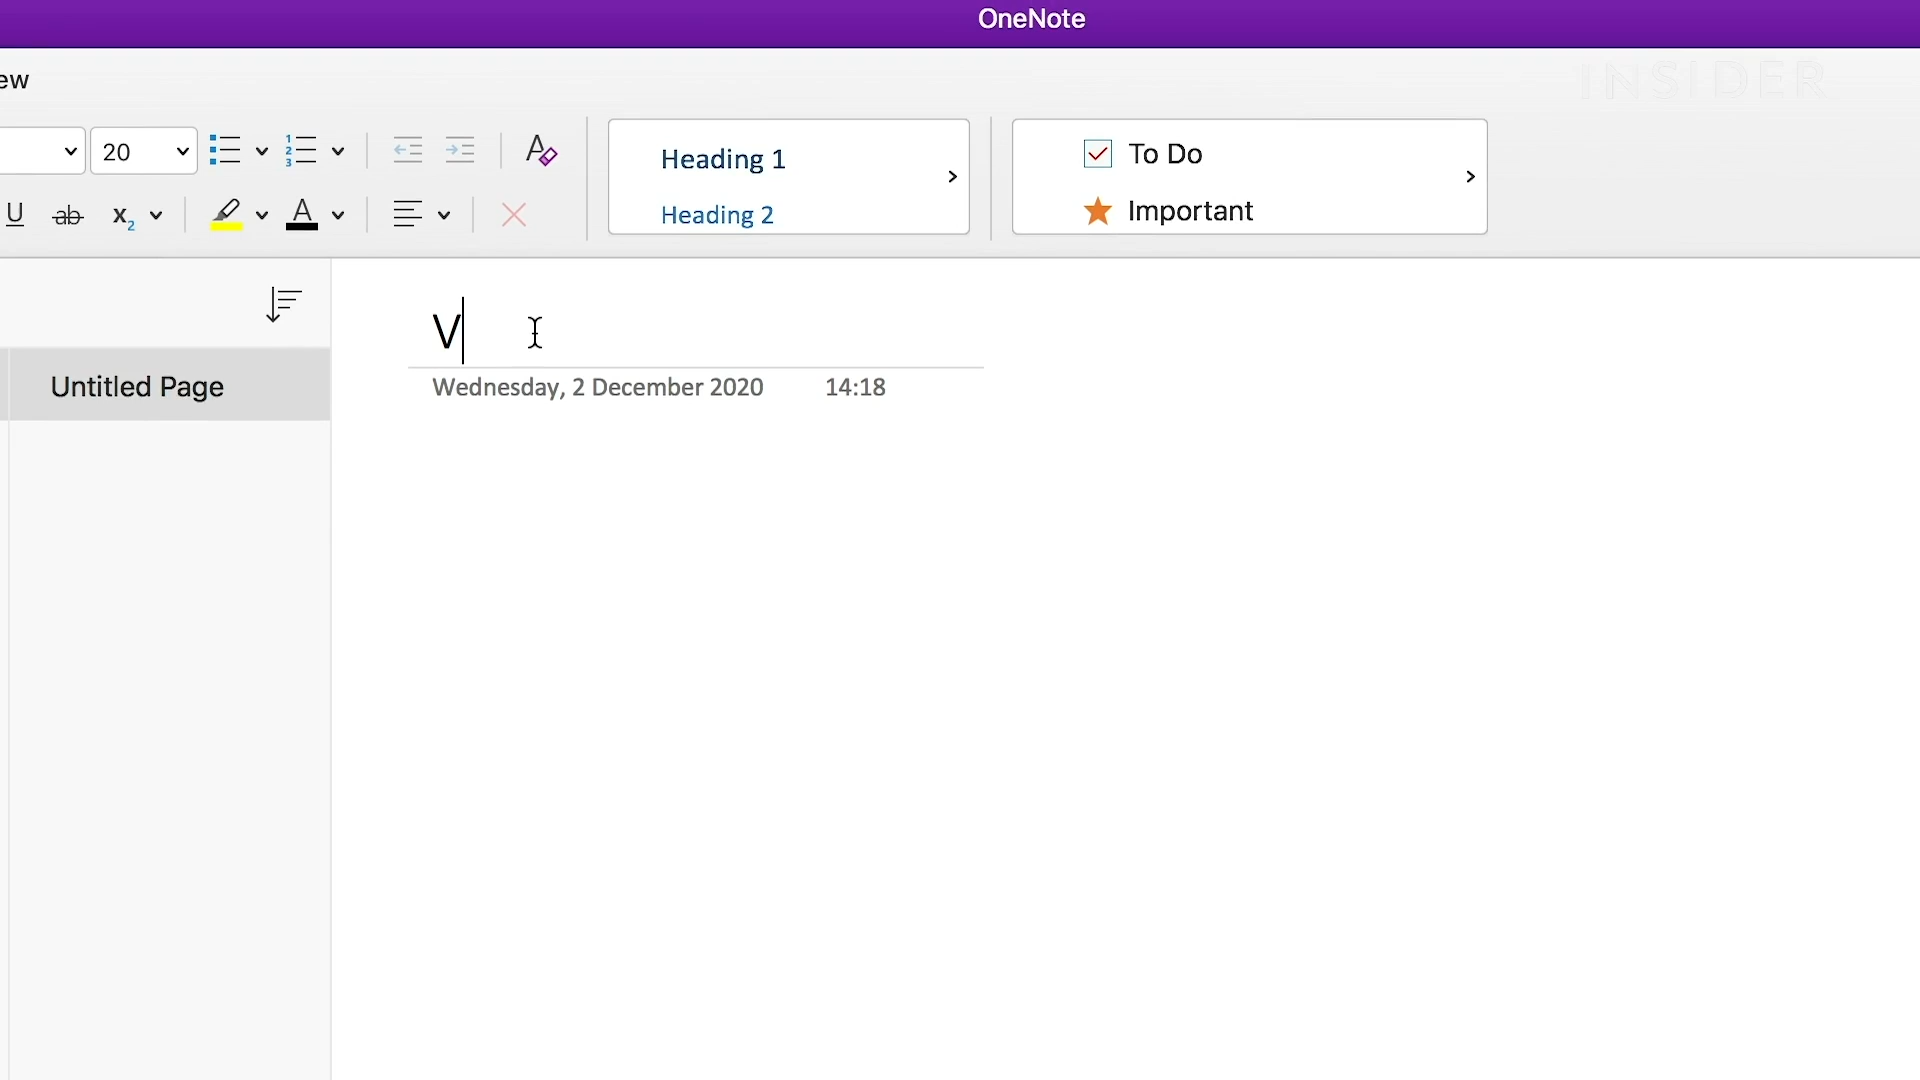 OneNote
ew
INSIDER
20
Heading 1
Heading 2
To Do
Important
V
Wednesday, 2 December 2020 14:18
Untitled Page